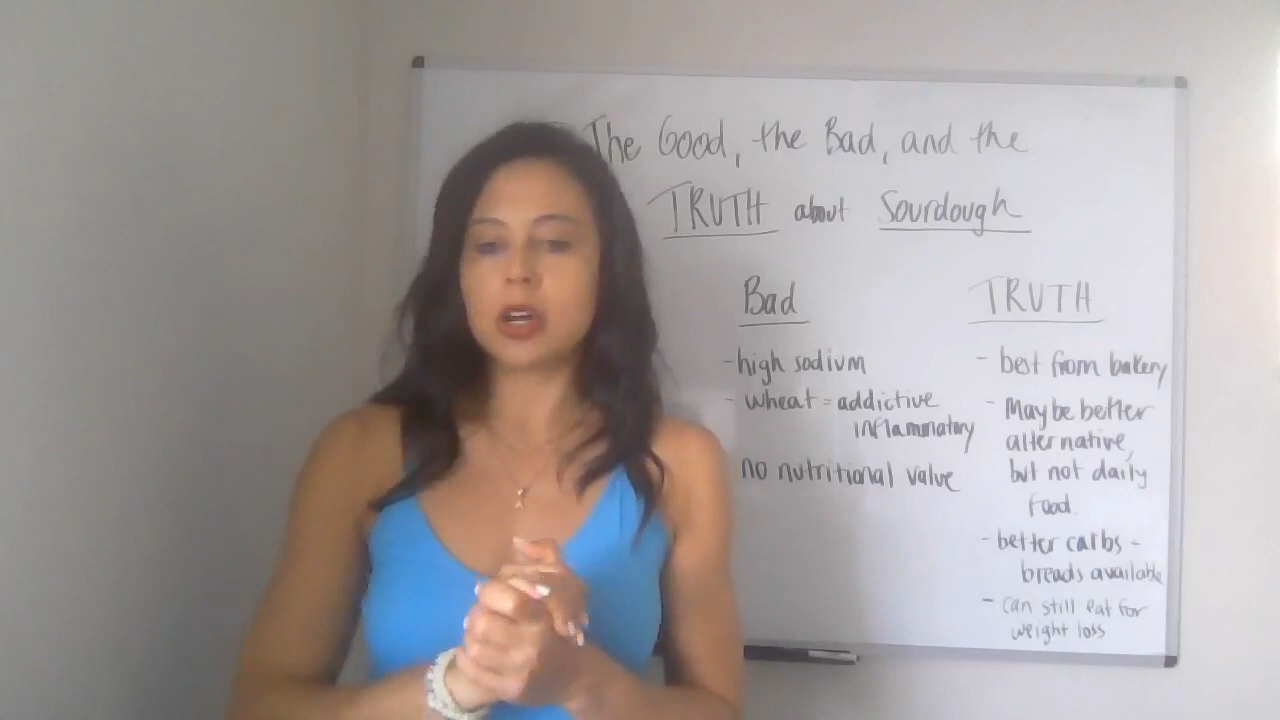 The Good, the Bad, and the
TRUTH about Sourdough
Bad
-high sodium
- wheat = addictive
inflammatory
no nutritional value
TRUTH
- best from bakery
- Maybe better
alternative,
but not daily
food.
- better carbs -
breads available
- can still eat for
weight loss